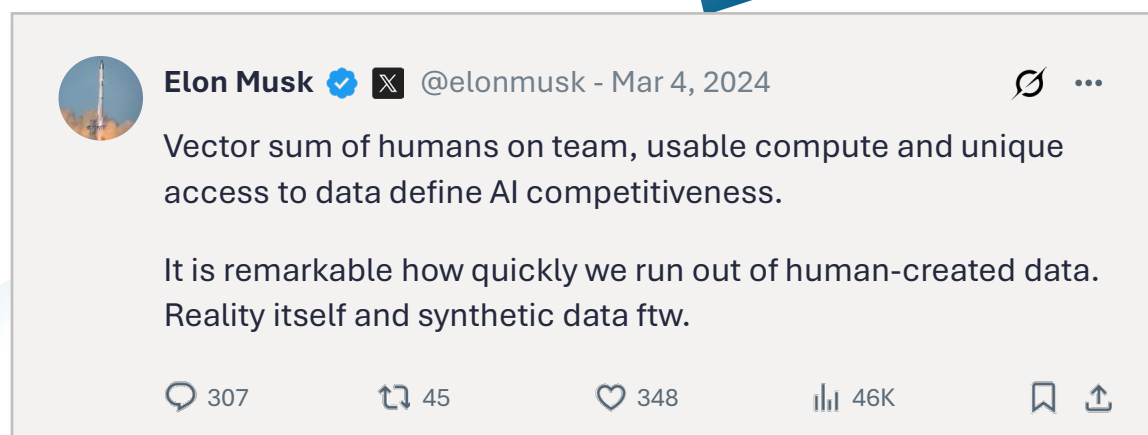 Elon Musk @elonmusk - Mar 4, 2024
Vector sum of humans on team, usable compute and unique
access to data define AI competitiveness.
It is remarkable how quickly we run out of human-created data.
Reality itself and synthetic data ftw.
307 45 348 46K